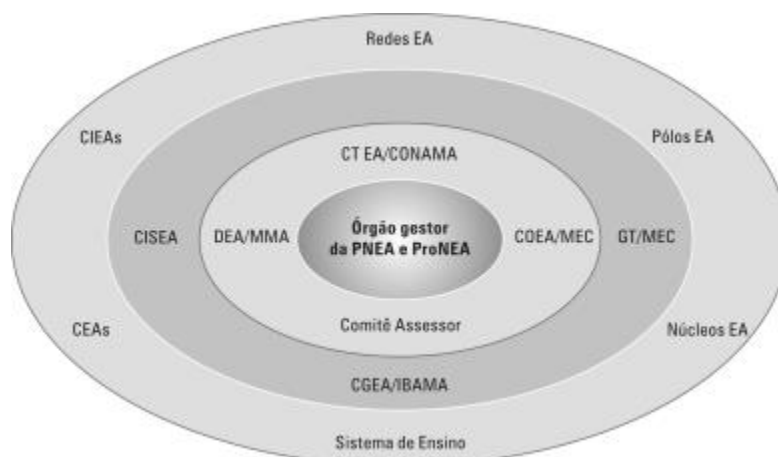 Redes EA
CIEAs
Pólos EA
CT EA/CONAMA
CISEA
DEA/MMA
Órgão gestor
da PNEA e ProNEA
COEA/MEC
GT/MEC
Comitê Assessor
CEAs
Núcleos EA
CGEA/IBAMA
Sistema de Ensino